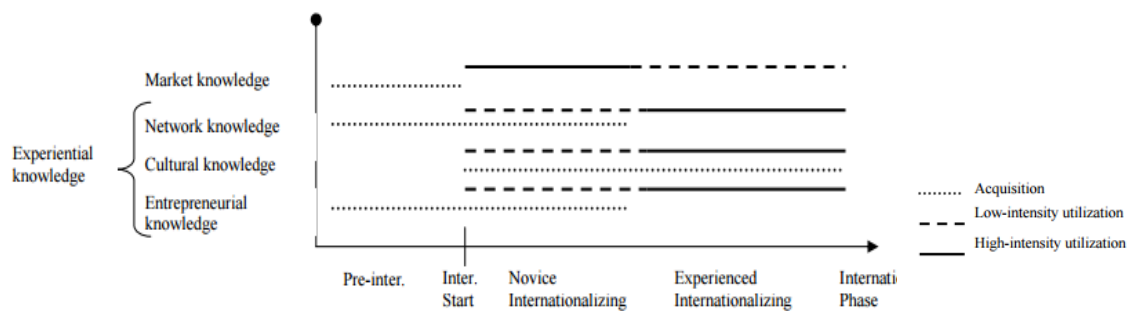 Market knowledge
Experiential
knowledge
Network knowledge
Cultural knowledge
Entrepreneurial
knowledge
Acquisition
Low-intensity utilization
High-intensity utilization
Pre-inter.
Inter.
Start
Novice
Internationalizing
Experienced
Internationalizing
Internati
Phase